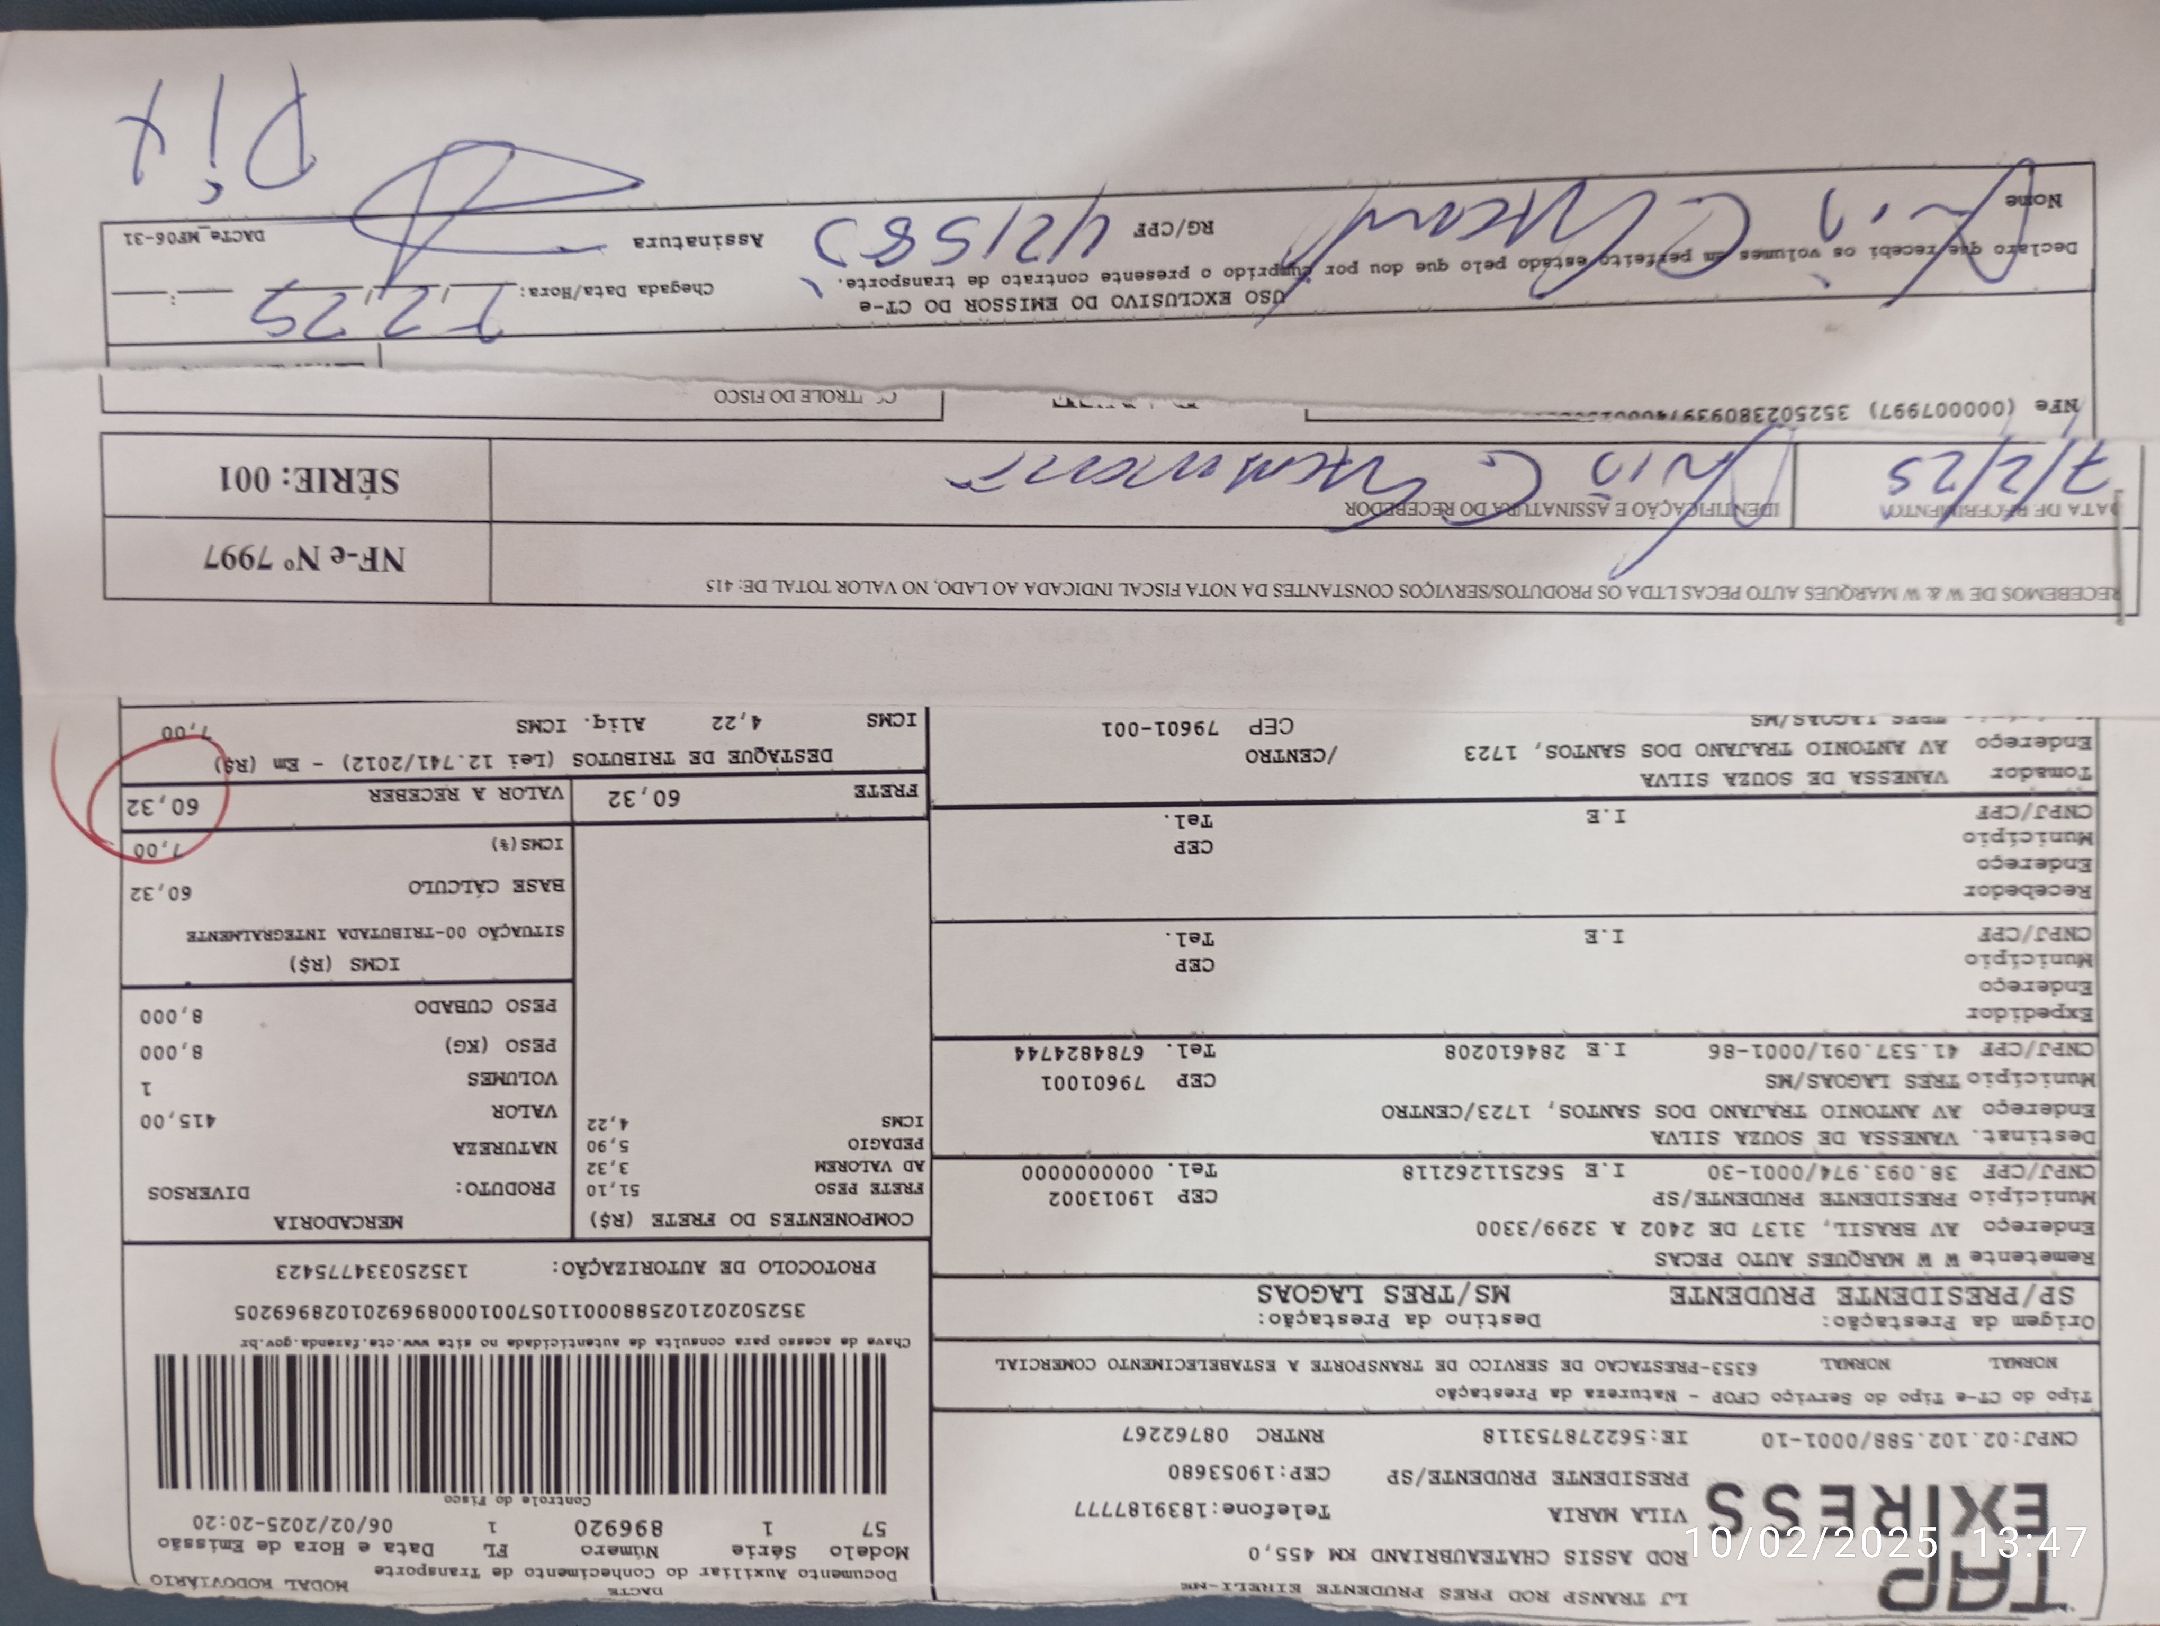 LJ TRANSP ROD PRES PRUDENTE EIRELI-ME
TAP
EXIRESS
ROD ASSIS CHATEAUBRIAND KM 455,0
VILA MARIA Telefone:1839187777
PRESIDENTE PRUDENTE/SP CEP:19053680
CNPJ:02.102.588/0001-10 IE:562278753118 RNTRC 08762267
Tipo do CT-e Tipo do Serviço CFOP - Natureza da Prestação
NORMAL NORMAL 6353-PRESTACAO DE SERVICO DE TRANSPORTE A ESTABELECIMENTO COMERCIAL
Origem da Prestação: Destino da Prestação:
SP/PRESIDENTE PRUDENTE MS/TRES LAGOAS
Remetente W W MARQUES AUTO PECAS
Endereço AV BRASIL, 3137 DE 2402 A 3299/3300
Município PRESIDENTE PRUDENTE/SP CEP 19013002
CNPJ/CPF 38.093.974/0001-30 I.E 562511262118 Tel. 00000000000
Destinat. VANESSA DE SOUZA SILVA
Endereço AV ANTONIO TRAJANO DOS SANTOS, 1723/CENTRO
Município TRES LAGOAS/MS CEP 79601001
CNPJ/CPF 41.537.091/0001-86 I.E 284610208 Tel. 6784824744
Expedidor
Endereço
Município CEP
CNPJ/CPF I.E Tel.
Recebedor
Endereço
Município CEP
CNPJ/CPF I.E Tel.
Tomador VANESSA DE SOUZA SILVA
Endereço AV ANTONIO TRAJANO DOS SANTOS, 1723 /CENTRO
TRES LAGOAS/MS CEP 79601-001
DACTE
Documento Auxiliar do Conhecimento de Transporte MODAL RODOVIÁRIO
Modelo Série Número FL Data e Hora de Emissão
57 1 896920 1 06/02/2025-20:20
Controle do Fisco
Chave de acesso para consulta de autenticidade no site www.cte.fazenda.gov.br
35250202102588000110570010008969201028969205
PROTOCOLO DE AUTORIZAÇÃO: 135250334775423
COMPONENTES DO FRETE (R$)
FRETE PESO 51,10
AD VALOREM 3,32
PEDAGIO 5,90
ICMS 4,22
FRETE 60,32
MERCADORIA
PRODUTO: DIVERSOS
NATUREZA
VALOR 415,00
VOLUMES 1
PESO (KG) 8,000
PESO CUBADO 8,000
ICMS (R$)
SITUAÇÃO 00-TRIBUTADA INTEGRALMENTE
BASE CÁLCULO 60,32
ICMS(%) 7,00
VALOR A RECEBER 60,32
DESTAQUE DE TRIBUTOS (Lei 12.741/2012) - Em (R$)
ICMS 4,22 Aliq. ICMS 7,00
RECEBEMOS DE W & W MARQUES AUTO PECAS LTDA OS PRODUTOS/SERVIÇOS CONSTANTES DA NOTA FISCAL INDICADA AO LADO, NO VALOR TOTAL DE: 415
NF-e Nº 7997
DATA DE RECEBIMENTO IDENTIFICAÇÃO E ASSINATURA DO RECEBEDOR
7/2/25
SÉRIE: 001
NFe (000007997)
TROLE DO FISCO
USO EXCLUSIVO DO EMISSOR DO CT-e
Declaro que recebi os volumes em perfeito estado pelo que dou por cumprido o presente contrato de transporte.
Chegada Data/Hora: 7 2 25
Nome RG/CPF Assinatura DACTe_MF06-31
Pix
10/02/2025 13:47